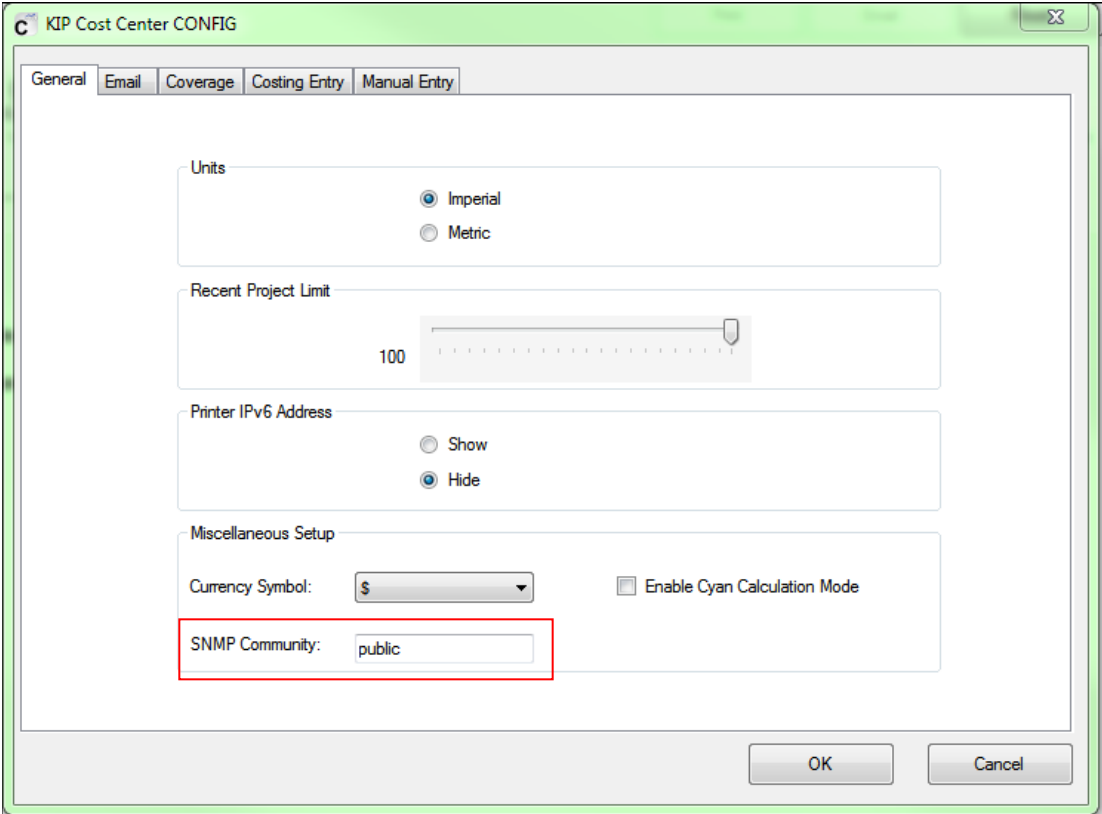 KIP Cost Center CONFIG
General Email Coverage Costing Entry Manual Entry
Units
Imperial
Metric
Recent Project Limit
100
Printer IPv6 Address
Show
Hide
Miscellaneous Setup
Currency Symbol: $ Enable Cyan Calculation Mode
SNMP Community: public
OK Cancel